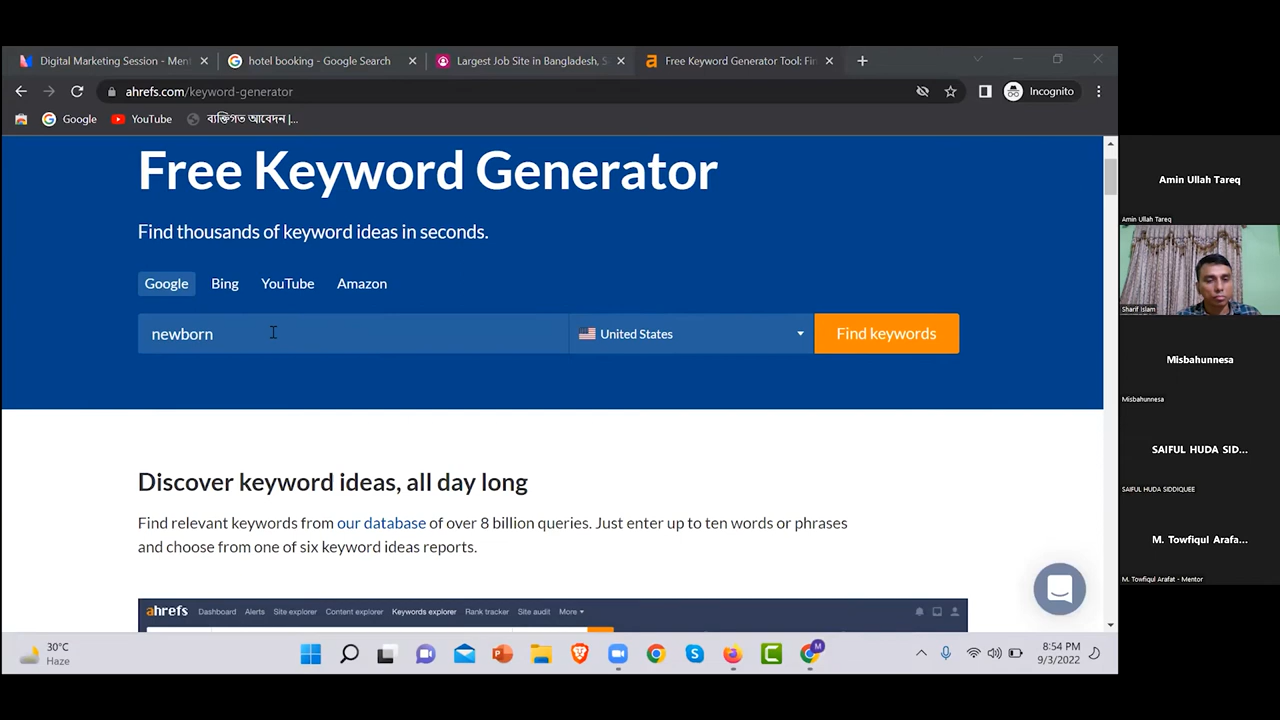 Digital Marketing Session - Ment
hotel booking - Google Search
Largest Job Site in Bangladesh, S
Free Keyword Generator Tool: Fin
ahrefs.com/keyword-generator
Incognito
Google
YouTube
ব্যক্তিগত আবেদন |...
Free Keyword Generator
Find thousands of keyword ideas in seconds.
Google Bing YouTube Amazon
newborn
United States
Find keywords
Discover keyword ideas, all day long
Find relevant keywords from our database of over 8 billion queries. Just enter up to ten words or phrases
and choose from one of six keyword ideas reports.
ahrefs Dashboard Alerts Site explorer Content explorer Keywords explorer Rank tracker Site audit More
30°C
Haze
8:54 PM
9/3/2022
Amin Ullah Tareq
Amin Ullah Tareq
Sharif Islam
Misbahunnesa
Misbahunnesa
SAIFUL HUDA SID...
SAIFUL HUDA SIDDIQUEE
M. Towfiqul Arafa...
M. Towfiqul Arafat - Mentor